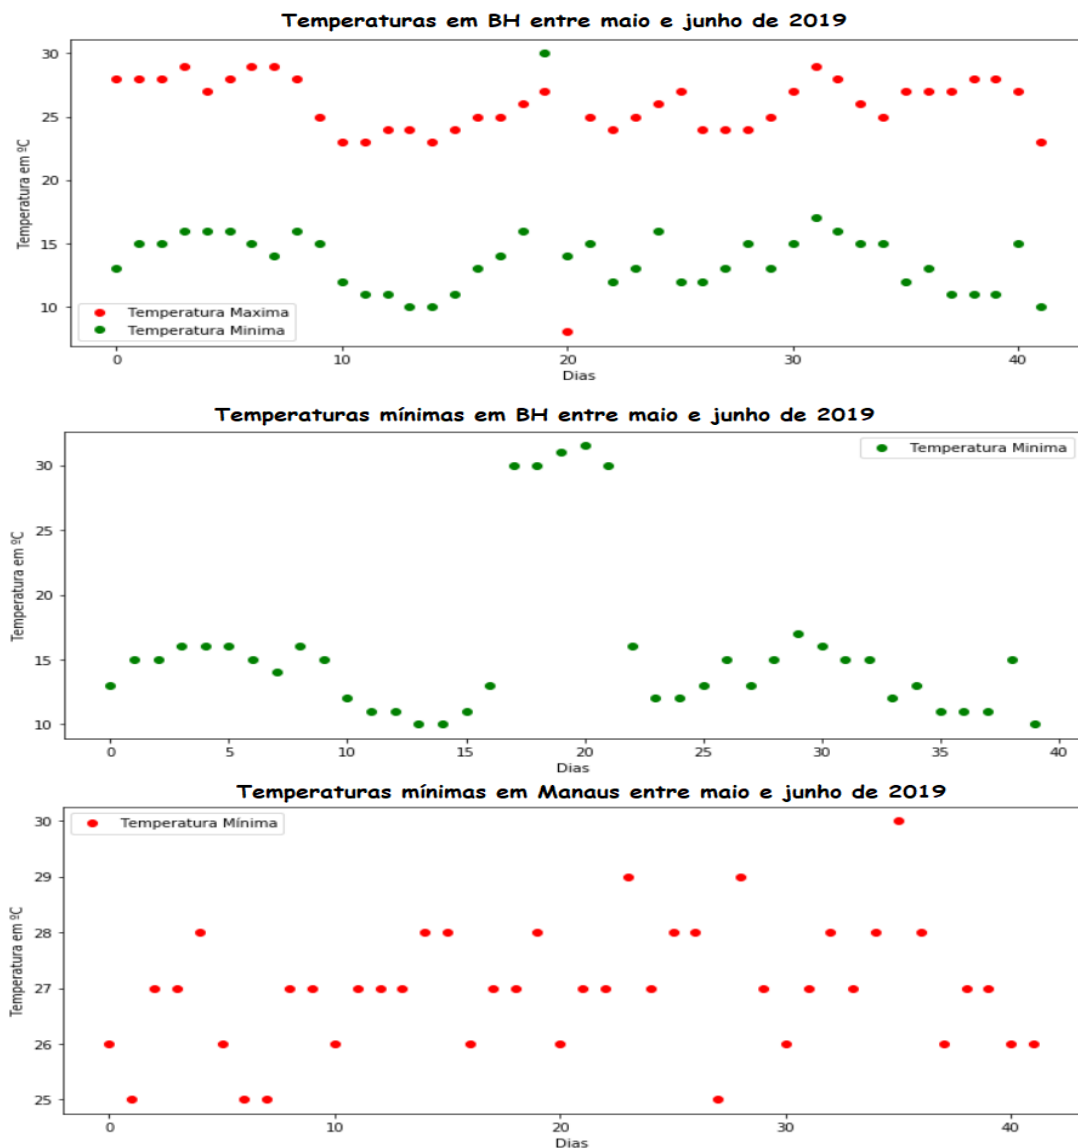 Temperaturas em BH entre maio e junho de 2019
30
25
20
15
10
Temperatura em ºC
Temperatura Maxima
Temperatura Minima
0 10 20 30 40
Dias
Temperaturas mínimas em BH entre maio e junho de 2019
Temperatura Minima
30
25
20
15
10
Temperatura em ºC
0 5 10 15 20 25 30 35 40
Dias
Temperaturas mínimas em Manaus entre maio e junho de 2019
Temperatura Mínima
30
29
28
27
26
25
Temperatura em ºC
0 10 20 30 40
Dias